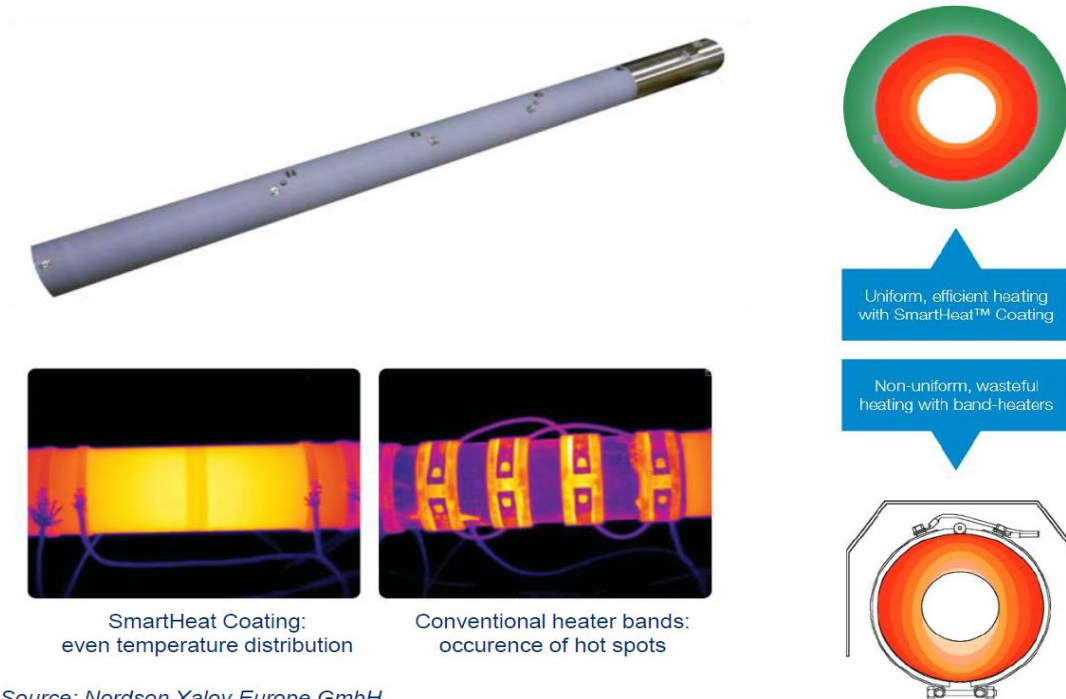 Uniform, efficient heating
with SmartHeat™ Coating
Non-uniform, wasteful
heating with band-heaters
SmartHeat Coating:
even temperature distribution
Conventional heater bands:
occurence of hot spots
Source: Nordson Xaloy Europe GmbH